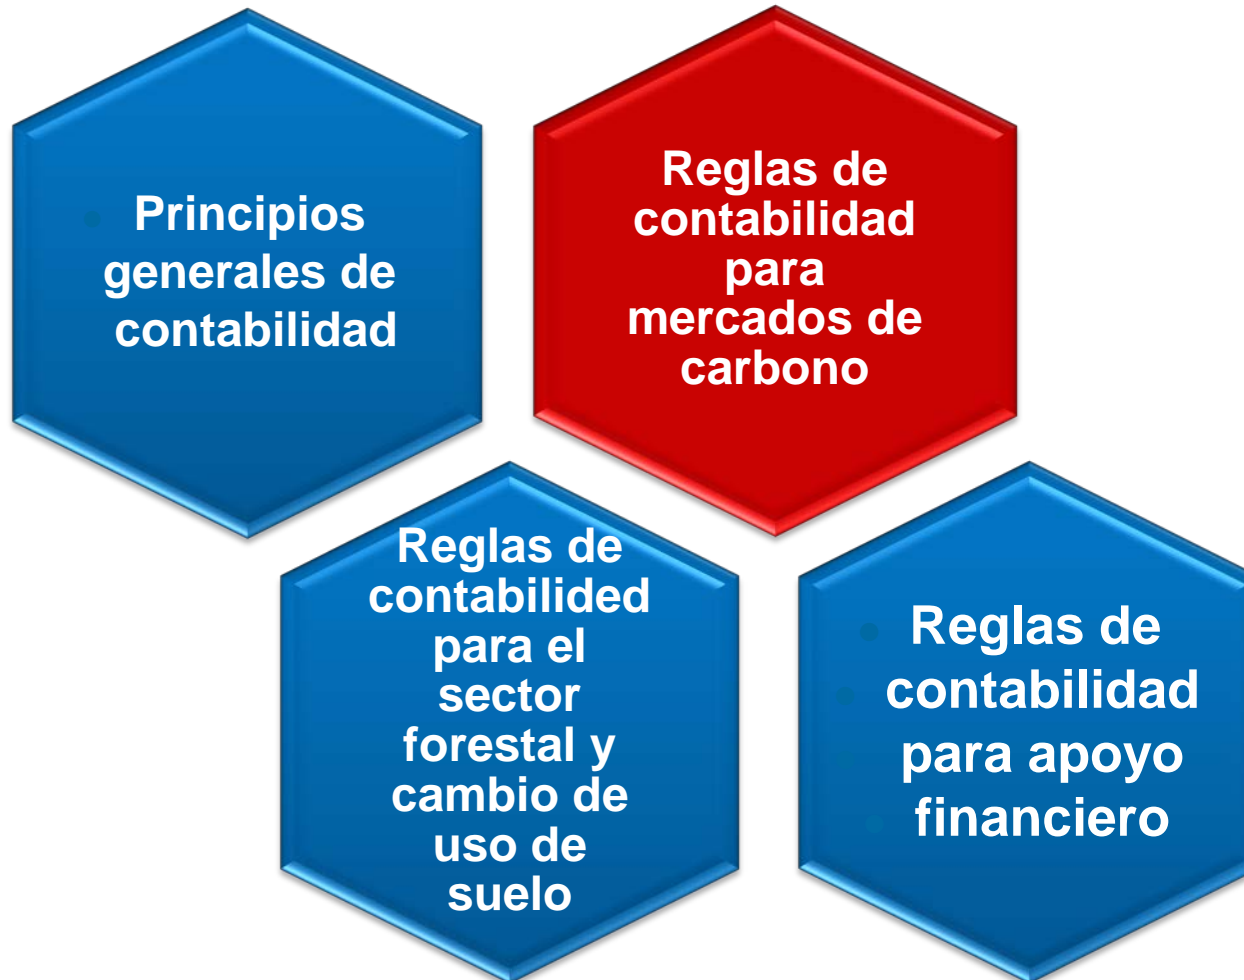 Principios
generales de
contabilidad
Reglas de
contabilidad
para
mercados de
carbono
Reglas de
contabilided
para el
sector
forestal y
cambio de
uso de
suelo
Reglas de
contabilidad
para apoyo
financiero